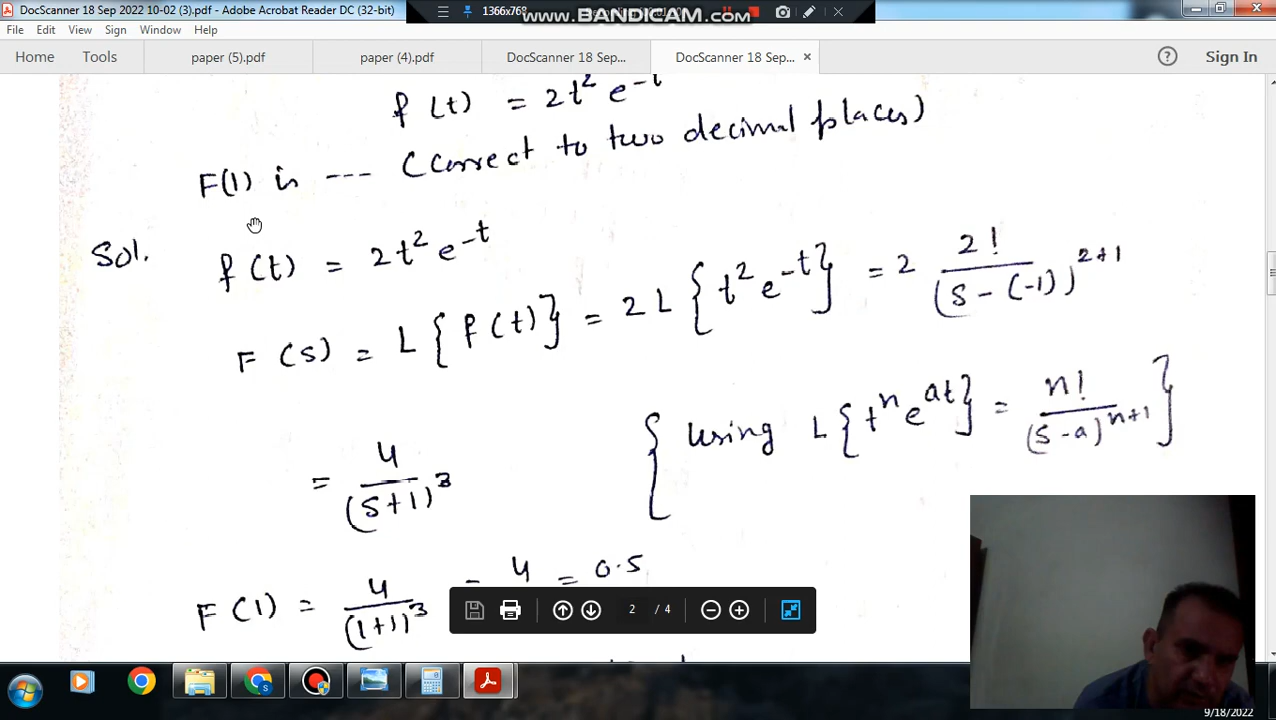 DocScanner 18 Sep 2022 10-02 (3).pdf - Adobe Acrobat Reader DC (32-bit)
1366x768
www.BANDICAM.com
File Edit View Sign Window Help
Home Tools paper (5).pdf paper (4).pdf DocScanner 18 Sep... DocScanner 18 Sep... × Sign In
f(t) = 2t² e^-t
F(1) is --- (Correct to two decimal places)
Sol. f(t) = 2t² e^-t
F(s) = L{f(t)} = 2L{t² e^-t} = 2 2!/(s-(-1))^2+1
{using L{t^n e^at} = n!/(s-a)^n+1}
= 4/(s+1)^3
F(1) = 4/(1+1)^3 = 4 = 0.5
2 / 4
9/18/2022